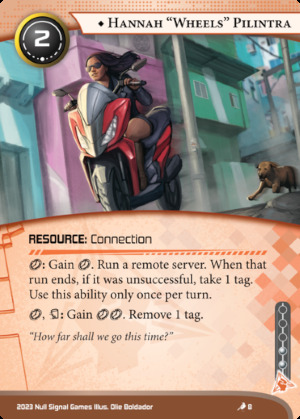 2
♦ Hannah “Wheels” Pilintra
RESOURCE: Connection
: Gain . Run a remote server. When that
run ends, if it was unsuccessful, take 1 tag.
Use this ability only once per turn.
, : Gain . Remove 1 tag.
“How far shall we go this time?”
2023 Null Signal Games Illus. Olie Boldador